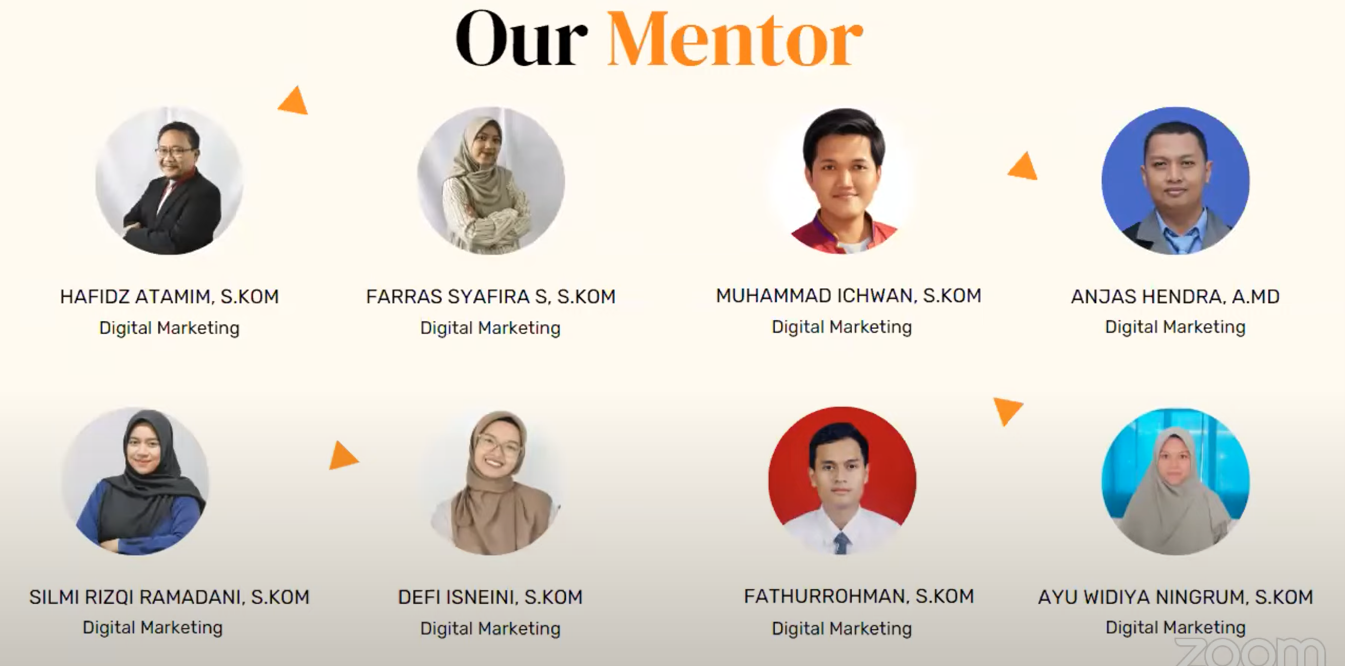 Our Mentor
HAFIDZ ATAMIM, S.KOM
Digital Marketing
FARRAS SYAFIRA S, S.KOM
Digital Marketing
MUHAMMAD ICHWAN, S.KOM
Digital Marketing
ANJAS HENDRA, A.MD
Digital Marketing
SILMI RIZQI RAMADANI, S.KOM
Digital Marketing
DEFI ISNEINI, S.KOM
Digital Marketing
FATHURROHMAN, S.KOM
Digital Marketing
AYU WIDIYA NINGRUM, S.KOM
Digital Marketing
zoom